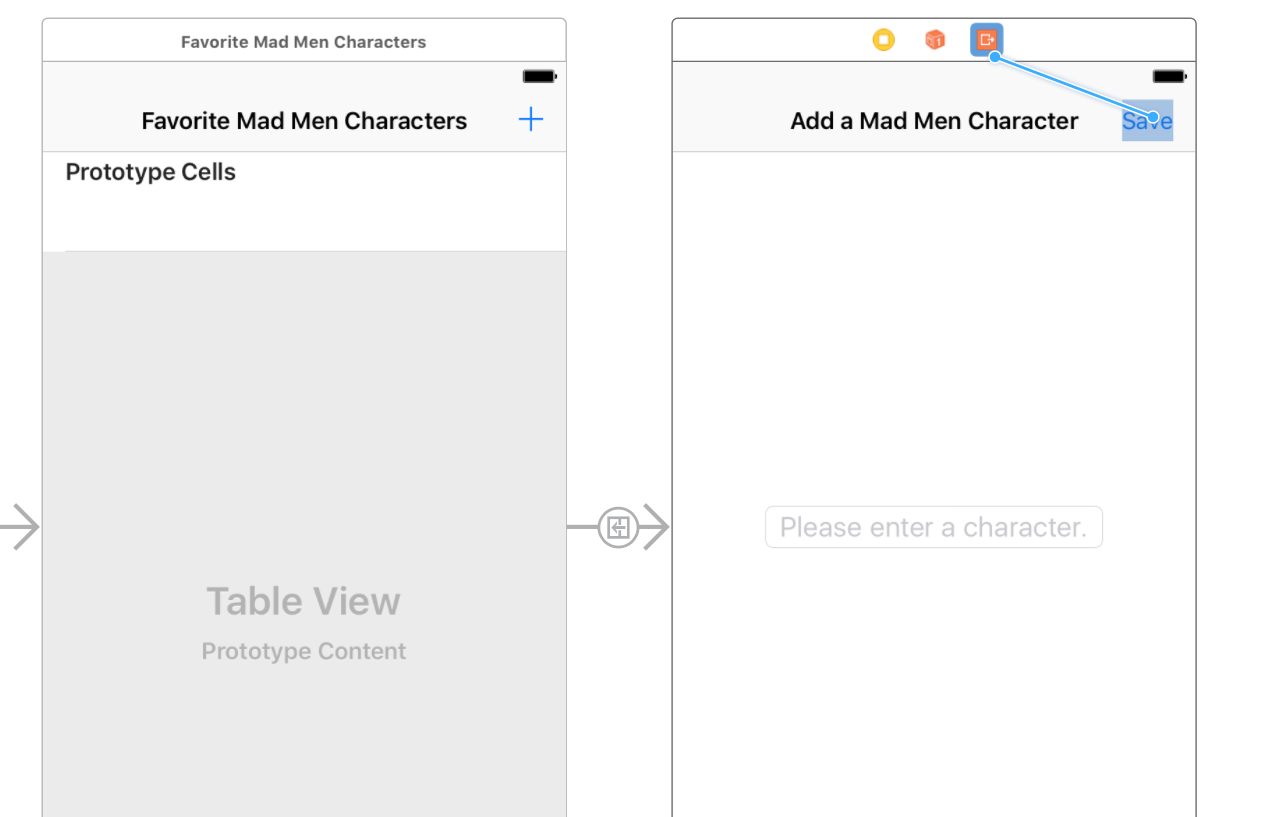 Favorite Mad Men Characters
Favorite Mad Men Characters
Prototype Cells
Table View
Prototype Content
Add a Mad Men Character
Save
Please enter a character.